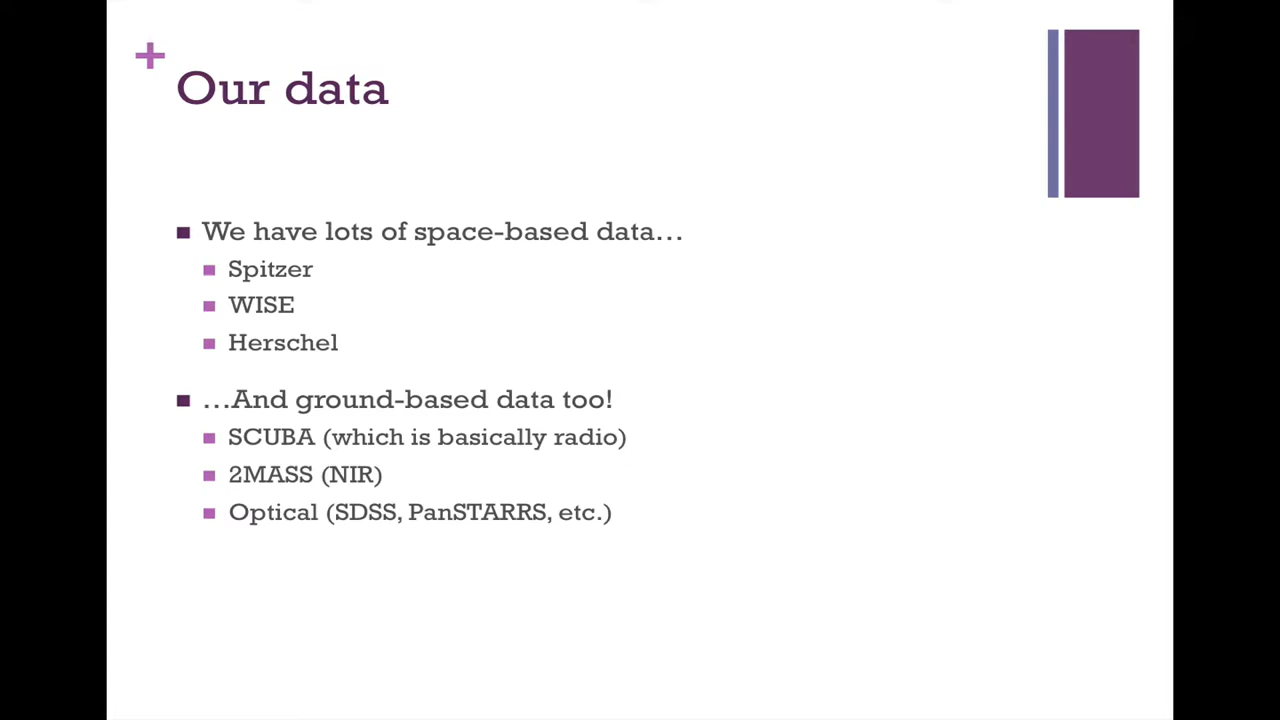 Our data
We have lots of space-based data…
Spitzer
WISE
Herschel
…And ground-based data too!
SCUBA (which is basically radio)
2MASS (NIR)
Optical (SDSS, PanSTARRS, etc.)